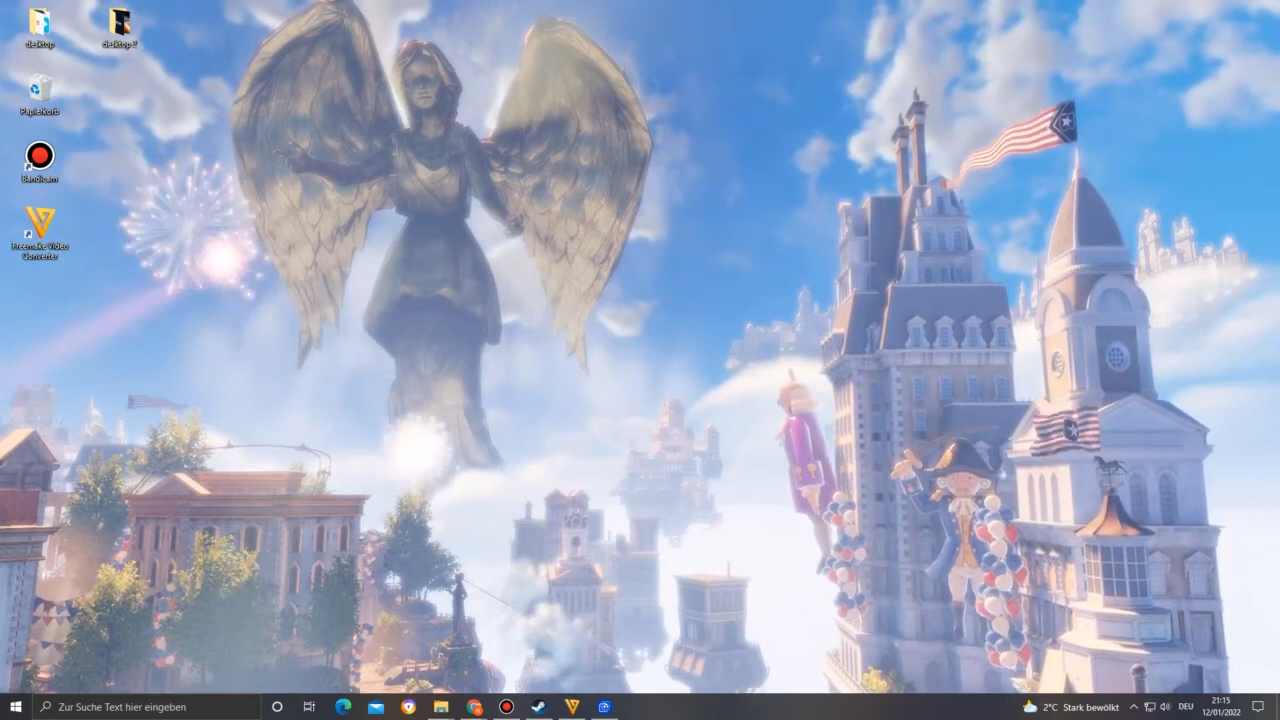 desktop
desktop 2
Papierkorb
Bandicam
Freemake Video
Converter
Zur Suche Text hier eingeben
2°C Stark bewölkt
DEU
21:15
12/01/2022